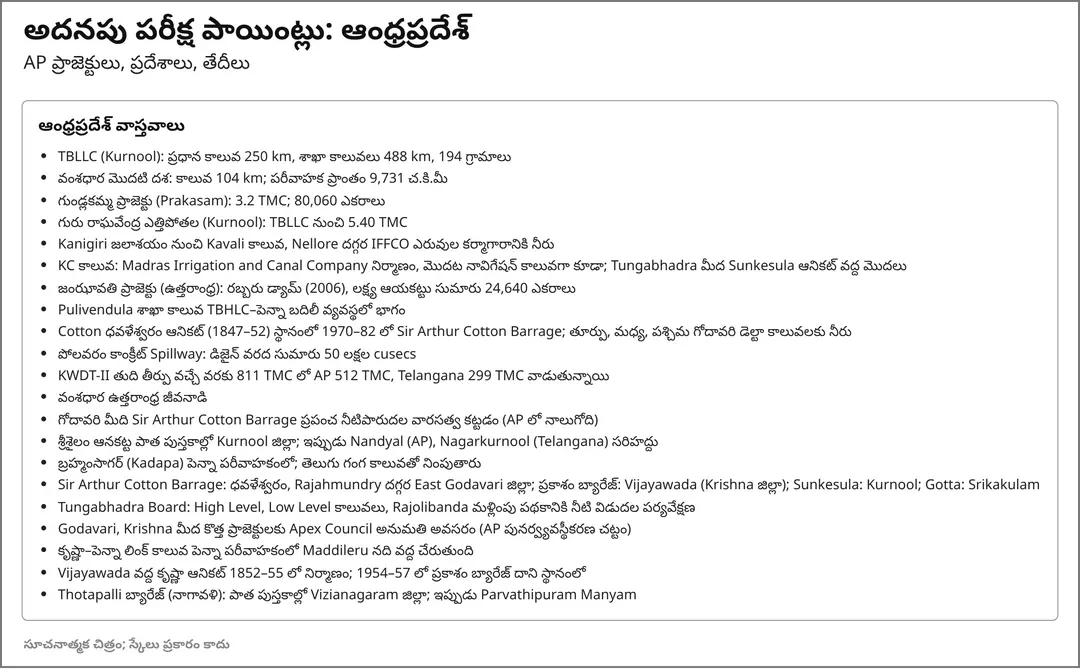 అదనపు పరీక్ష పాయింట్లు: ఆంధ్రప్రదేశ్
AP ప్రాజెక్టులు, ప్రదేశాలు, తేదీలు
ఆంధ్రప్రదేశ్ వాస్తవాలు
• TBLLC (Kurnool): ప్రధాన కాలువ 250 km, శాఖా కాలువలు 488 km, 194 గ్రామాలు
• వంశధార మొదటి దశ: కాలువ 104 km; పరీవాహక ప్రాంతం 9,731 చ.కి.మీ
• గుండ్లకమ్మ ప్రాజెక్టు (Prakasam): 3.2 TMC; 80,060 ఎకరాలు
• గురు రాఘవేంద్ర ఎత్తిపోతల (Kurnool): TBLLC నుంచి 5.40 TMC
• Kanigiri జలాశయం నుంచి Kavali కాలువ, Nellore దగ్గర IFFCO ఎరువుల కర్మాగారానికి నీరు
• KC కాలువ: Madras Irrigation and Canal Company నిర్మాణం, మొదట నావిగేషన్ కాలువగా కూడా; Tungabhadra మీద Sunkesula ఆనికట్ వద్ద మొదలు
• జంఝావతి ప్రాజెక్టు (ఉత్తరాంధ్ర): రబ్బరు డ్యామ్ (2006), లక్ష్య ఆయకట్టు సుమారు 24,640 ఎకరాలు
• Pulivendula శాఖా కాలువ TBHLC–పెన్నా బదిలీ వ్యవస్థలో భాగం
• Cotton ధవళేశ్వరం ఆనికట్ (1847–52) స్థానంలో 1970–82 లో Sir Arthur Cotton Barrage; తూర్పు, మధ్య, పశ్చిమ గోదావరి డెల్టా కాలువలకు నీరు
• పోలవరం కాంక్రీట్ Spillway: డిజైన్ వరద సుమారు 50 లక్షల cusecs
• KWDT-II తుది తీర్పు వచ్చే వరకు 811 TMC లో AP 512 TMC, Telangana 299 TMC వాడుతున్నాయి
• వంశధార ఉత్తరాంధ్ర జీవనాడి
• గోదావరి మీది Sir Arthur Cotton Barrage ప్రపంచ నీటిపారుదల వారసత్వ కట్టడం (AP లో నాలుగోది)
• శ్రీశైలం ఆనకట్ట పాత పుస్తకాల్లో Kurnool జిల్లా; ఇప్పుడు Nandyal (AP), Nagarkurnool (Telangana) సరిహద్దు
• బ్రహ్మంసాగర్ (Kadapa) పెన్నా పరీవాహకంలో; తెలుగు గంగ కాలువతో నింపుతారు
• Sir Arthur Cotton Barrage: ధవళేశ్వరం, Rajahmundry దగ్గర East Godavari జిల్లా; ప్రకాశం బ్యారేజ్: Vijayawada (Krishna జిల్లా); Sunkesula: Kurnool; Gotta: Srikakulam
• Tungabhadra Board: High Level, Low Level కాలువలు, Rajolibanda మళ్లింపు పథకానికి నీటి విడుదల పర్యవేక్షణ
• Godavari, Krishna మీద కొత్త ప్రాజెక్టులకు Apex Council అనుమతి అవసరం (AP పునర్వ్యవస్థీకరణ చట్టం)
• కృష్ణా–పెన్నా లింక్ కాలువ పెన్నా పరీవాహకంలో Maddileru నది వద్ద చేరుతుంది
• Vijayawada వద్ద కృష్ణా ఆనికట్ 1852–55 లో నిర్మాణం; 1954–57 లో ప్రకాశం బ్యారేజ్ దాని స్థానంలో
• Thotapalli బ్యారేజ్ (నాగావళి): పాత పుస్తకాల్లో Vizianagaram జిల్లా; ఇప్పుడు Parvathipuram Manyam
సూచనాత్మక చిత్రం; స్కేలు ప్రకారం కాదు